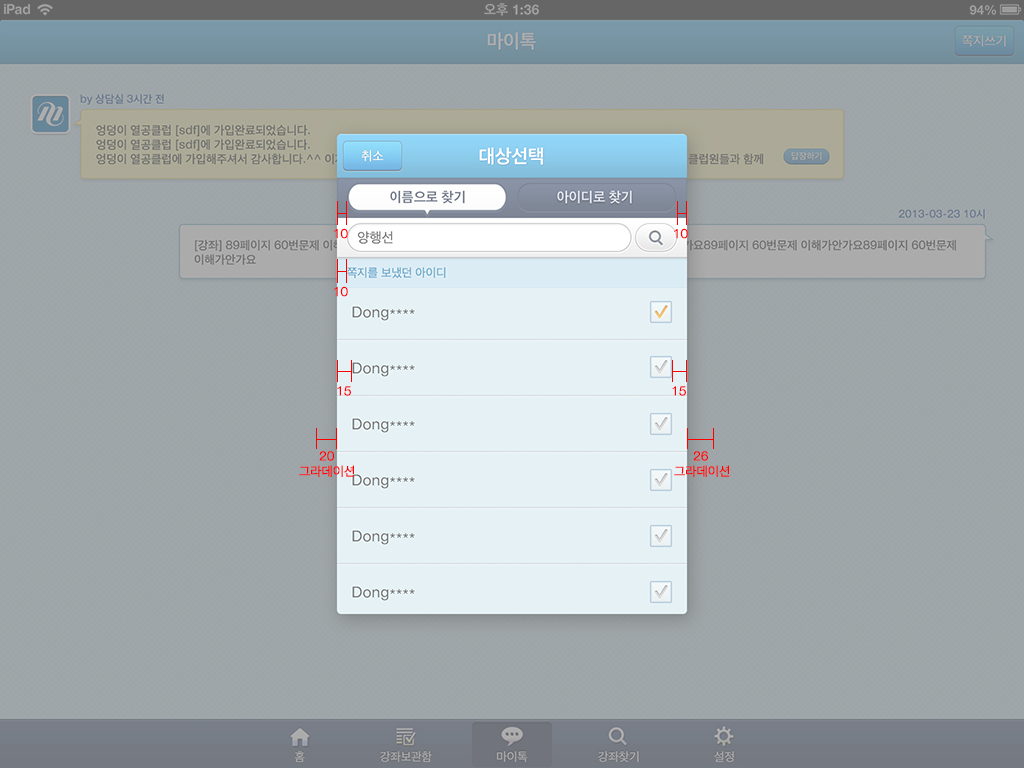 iPad
오후 1:36
94%
마이톡
쪽지쓰기
by 상담실 3시간 전
엉덩이 열공클럽 [sdf]에 가입완료되었습니다.
엉덩이 열공클럽 [sdf]에 가입완료되었습니다.
엉덩이 열공클럽에 가입해주셔서 감사합니다.^^ 이
클럽원들과 함께
답장하기
2013-03-23 10시
[강좌] 89페이지 60번문제 이해
가요89페이지 60번문제 이해가안가요89페이지 60번문제
이해가안가요
취소
대상선택
이름으로 찾기
아이디로 찾기
10
10
양행선
쪽지를 보냈던 아이디
10
Dong****
Dong****
15
15
Dong****
20
그라데이션
26
그라데이션
Dong****
Dong****
Dong****
홈
강좌보관함
마이톡
강좌찾기
설정